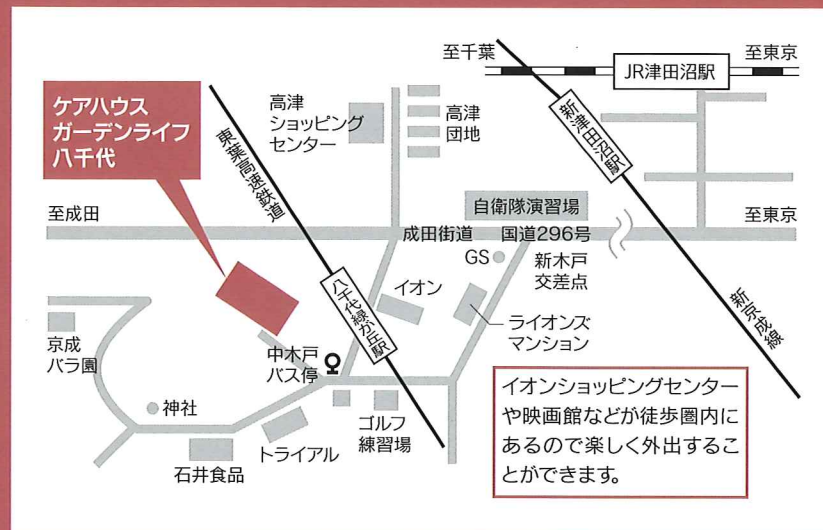 至千葉
JR津田沼駅
至東京
ケアハウス
ガーデンライフ
八千代
高津
ショッピング
センター
高津
団地
東葉高速鉄道
新津田沼駅
自衛隊演習場
至成田
至東京
成田街道 国道296号
GS
新木戸
交差点
イオン
八千代緑が丘駅
ライオンズ
マンション
新京成線
京成
バラ園
中木戸
バス停
神社
ゴルフ
練習場
トライアル
石井食品
イオンショッピングセンター
や映画館などが徒歩圏内に
あるので楽しく外出するこ
とができます。